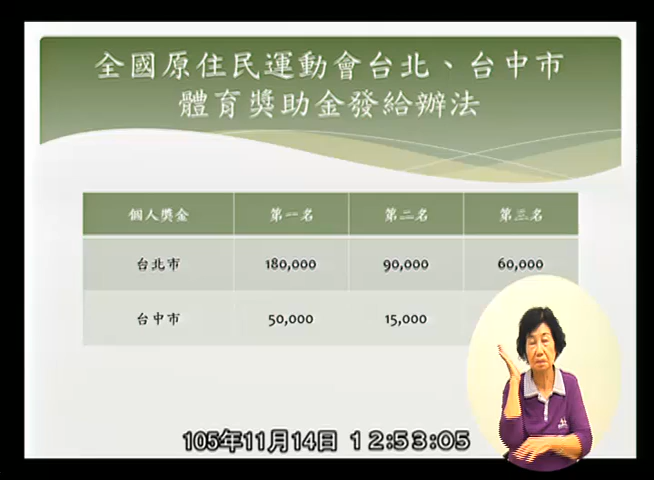 全國原住民運動會台北、台中市
體育獎助金發給辦法
個人獎金 第一名 第二名 第三名
台北市 180,000 90,000 60,000
台中市 50,000 15,000
105年11月14日 12:53:05